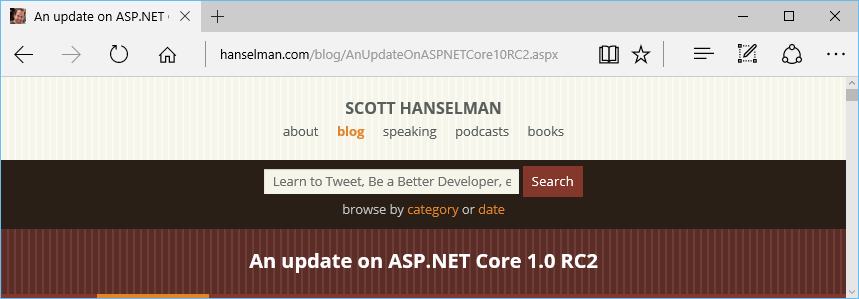 An update on ASP.NET
hanselman.com/blog/AnUpdateOnASPNETCore10RC2.aspx
SCOTT HANSELMAN
about blog speaking podcasts books
Learn to Tweet, Be a Better Developer, e Search
browse by category or date
An update on ASP.NET Core 1.0 RC2